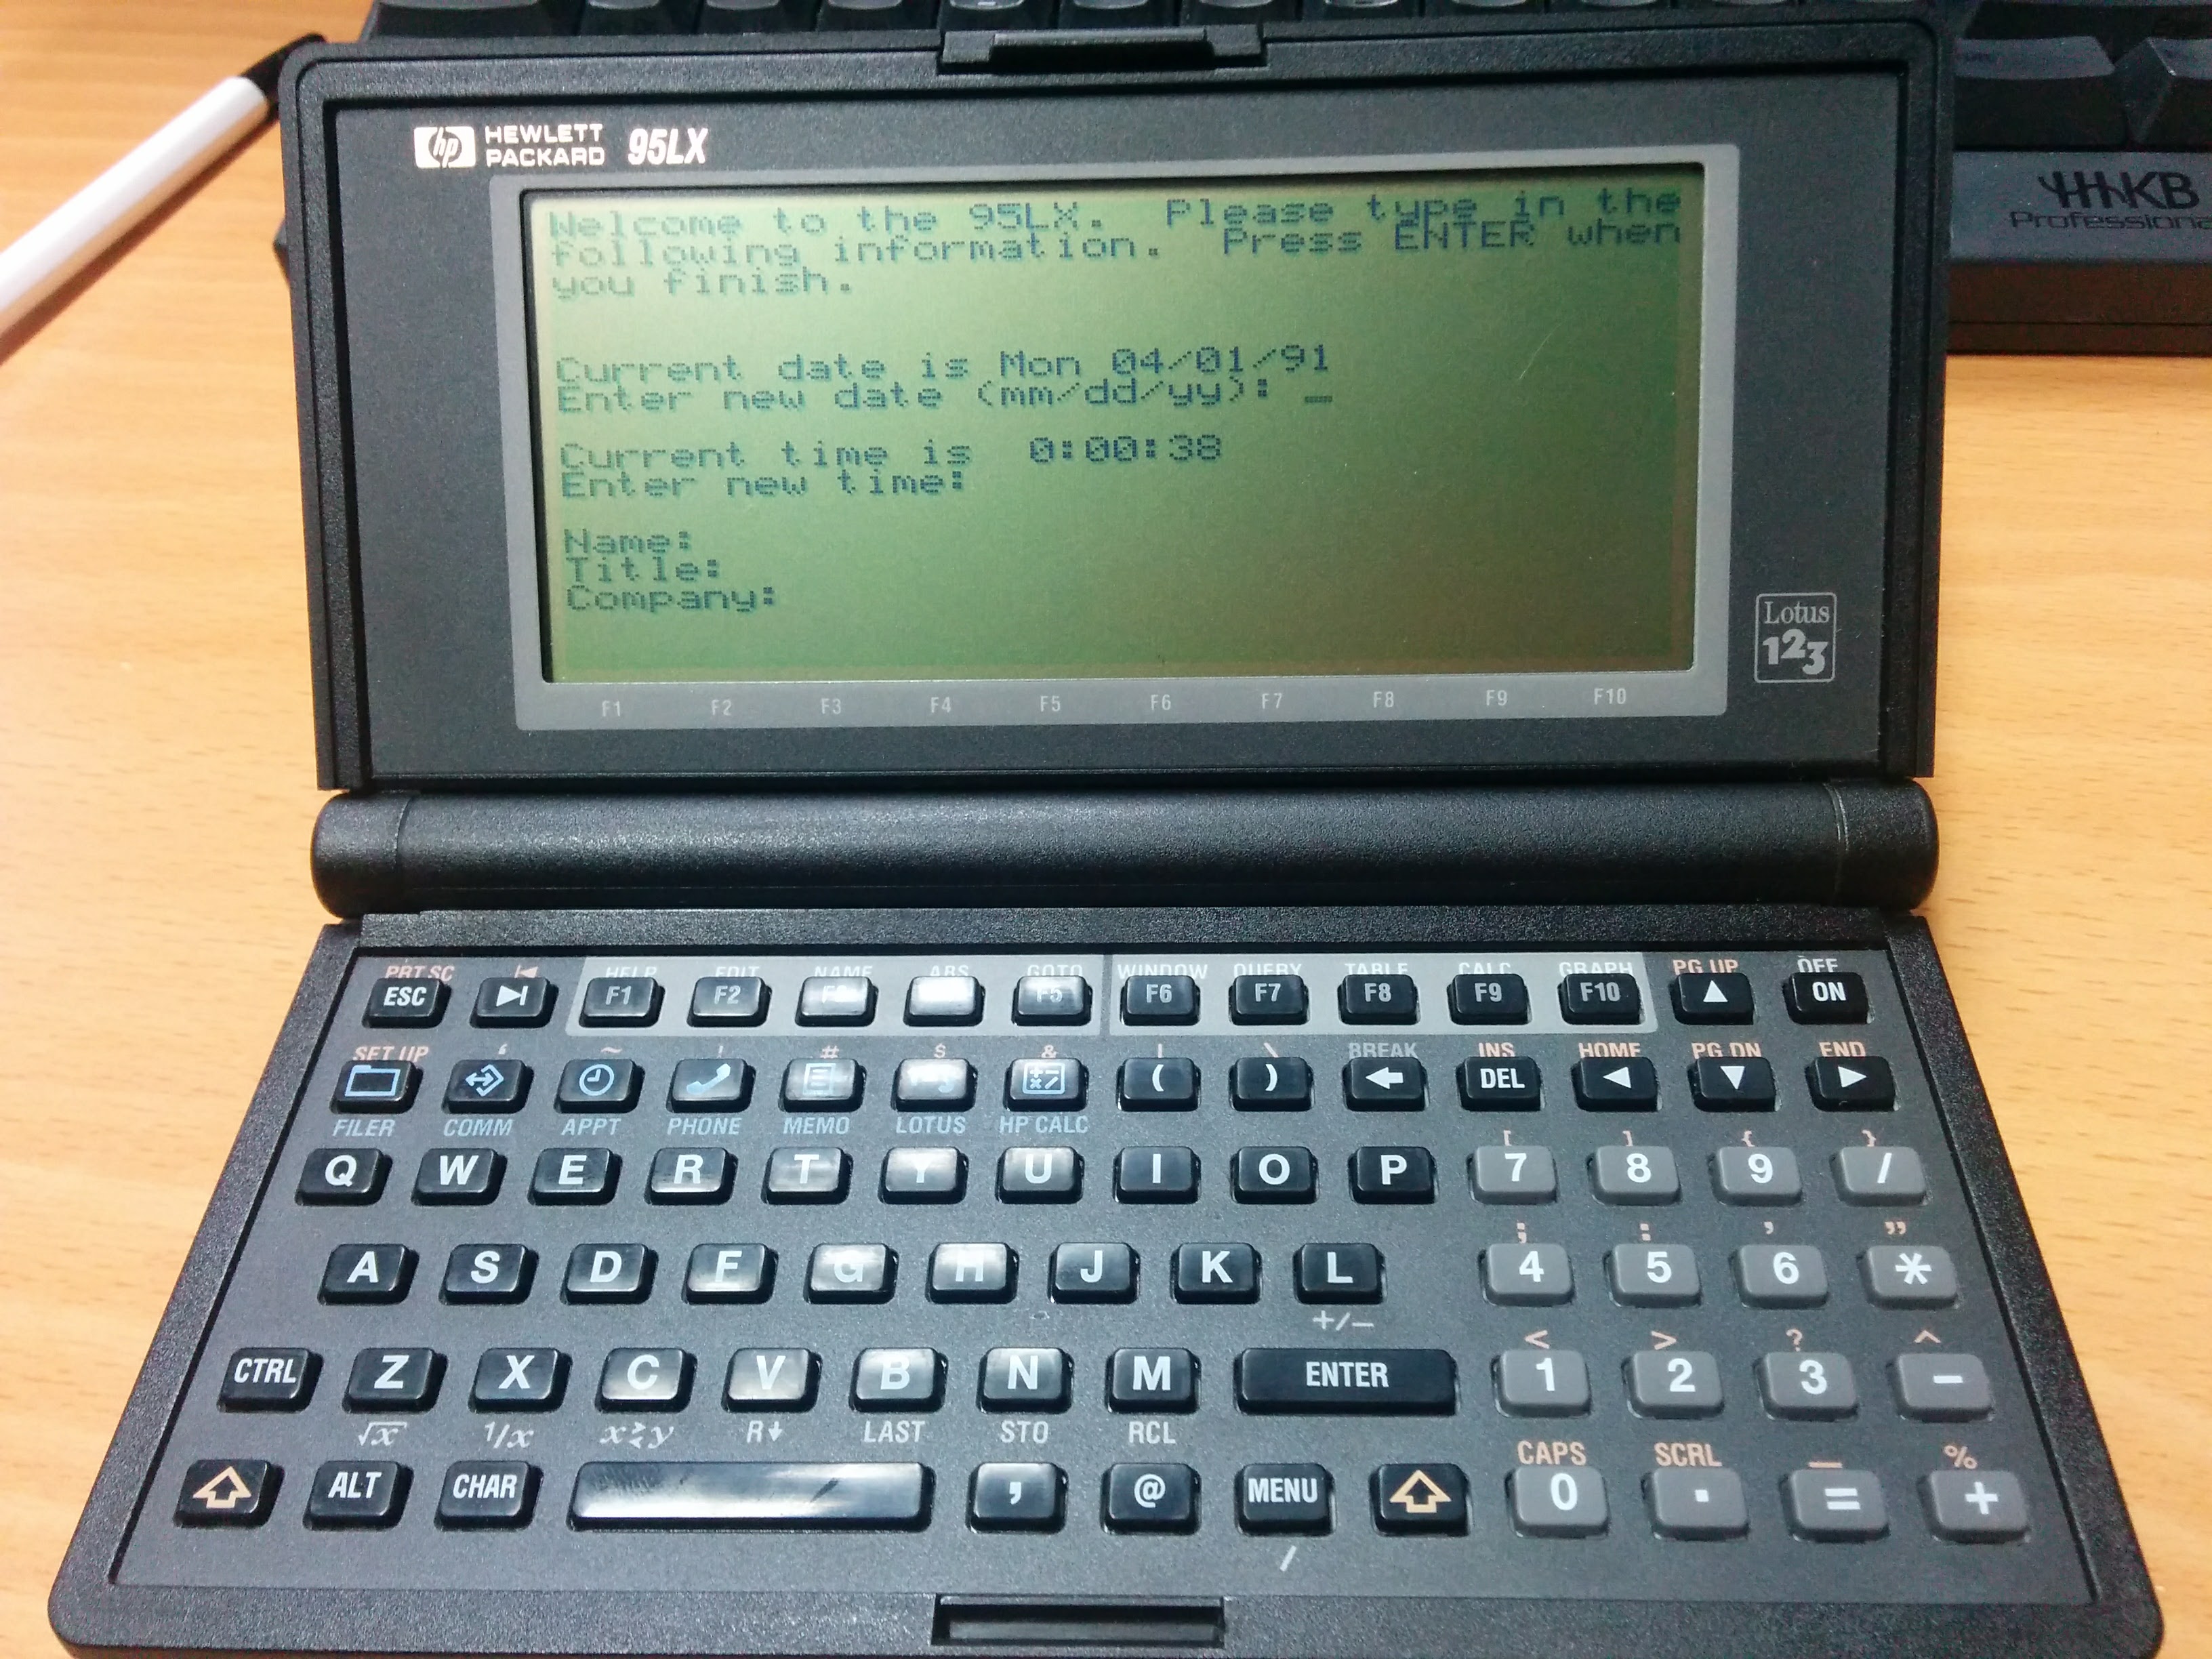 hp HEWLETT PACKARD 95LX
HHKB
Professional
Welcome to the 95LX.  Please type in the
following information.  Press ENTER when
you finish.
Current date is Mon 04/01/91
Enter new date (mm/dd/yy): _
Current time is  0:00:38
Enter new time:
Name:
Title:
Company:
Lotus
123
F1 F2 F3 F4 F5 F6 F7 F8 F9 F10
PRT SC HELP EDIT NAME ABS GOTO WINDOW QUERY TABLE CALC GRAPH PG UP OFF
ESC F1 F2 F5 F6 F7 F8 F9 F10 ON
SET UP ‘ ~ ! # $ & | \ BREAK INS HOME PG DN END
( ) DEL
FILER COMM APPT PHONE MEMO LOTUS HP CALC
[ ] { }
Q W E R T Y U I O P 7 8 9 /
; : ’ ”
A S D F G H J K L 4 5 6 *
+/−
< > ? ^
CTRL Z X C V B N M ENTER 1 2 3 −
√x 1/x x≷y R↓ LAST STO RCL
CAPS SCRL _ %
ALT CHAR , @ MENU 0 . = +
/